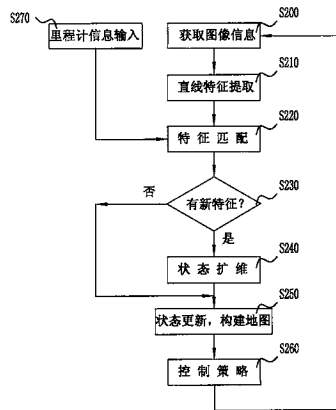 S270
里程计信息输入
S200
获取图像信息
S210
直线特征提取
S220
特征匹配
S230
有新特征?
否
是
S240
状态扩维
S250
状态更新，构建地图
S260
控制策略